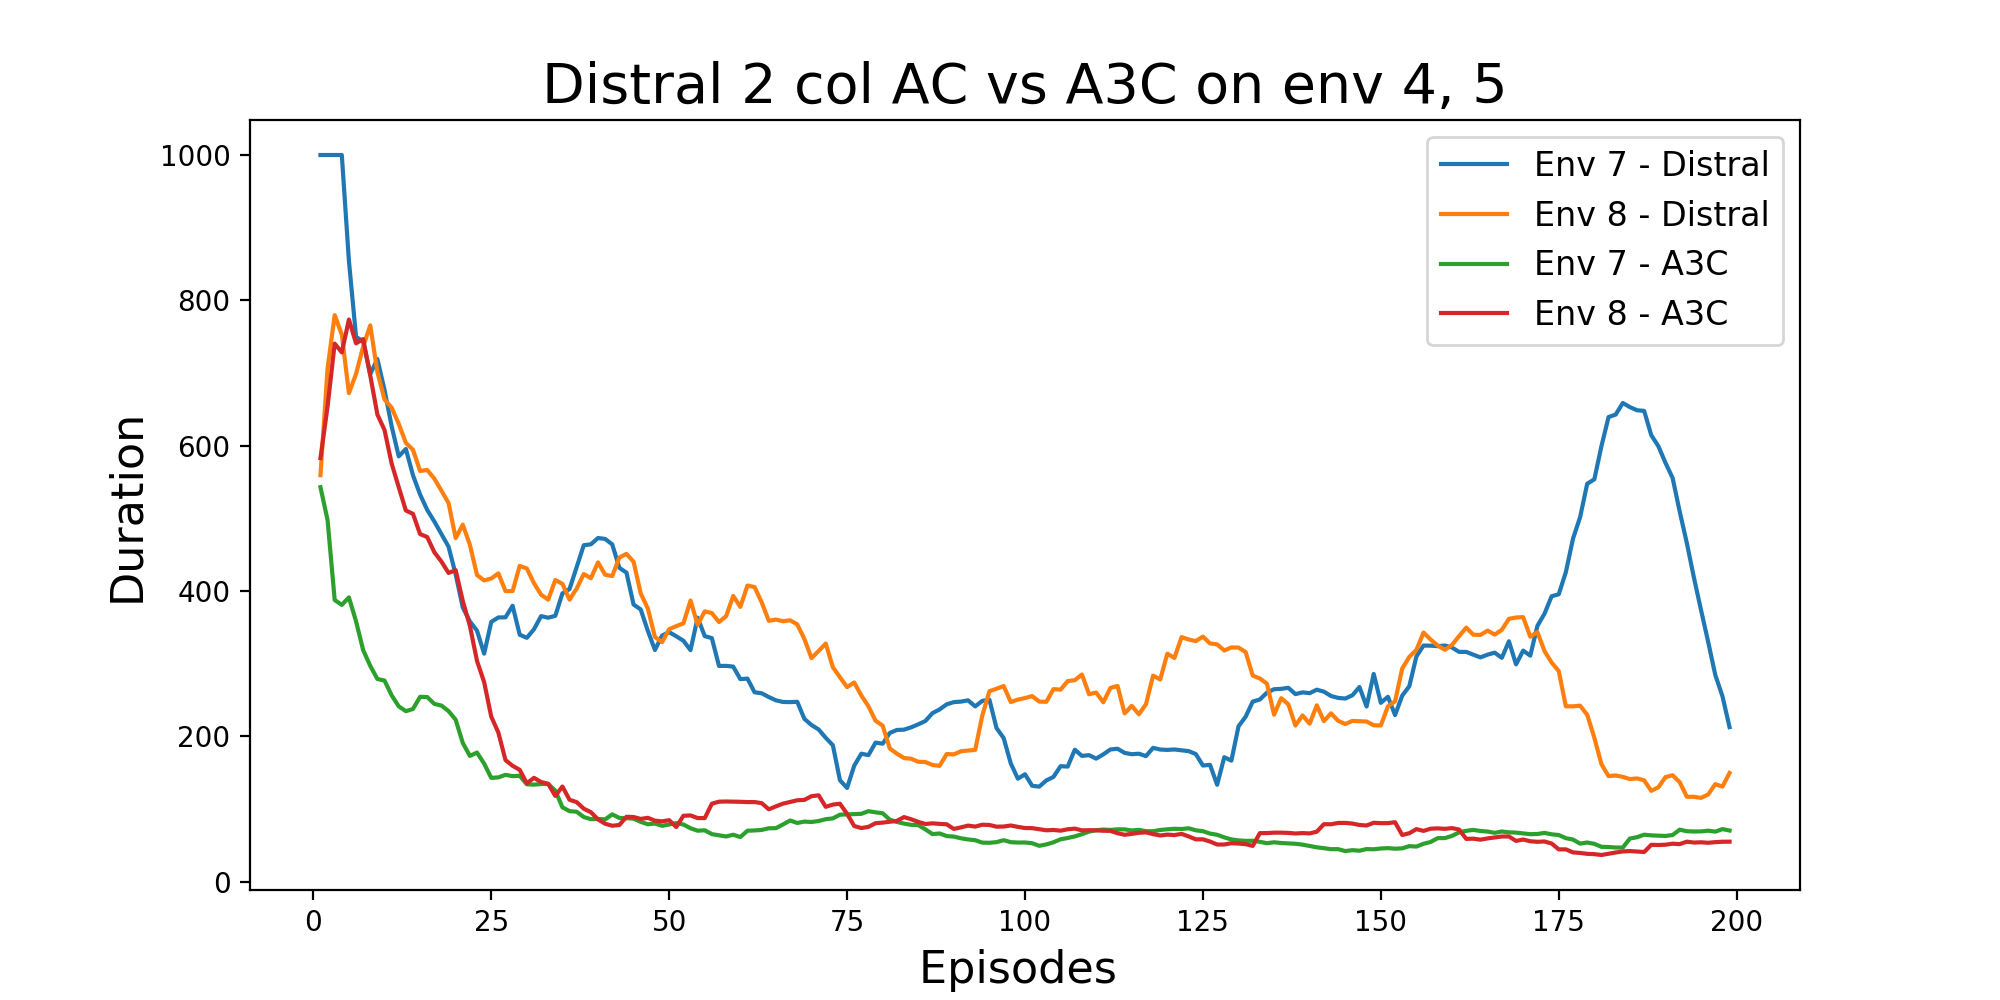 Distral 2 col AC vs A3C on env 4, 5
Env 7 - Distral
Env 8 - Distral
Env 7 - A3C
Env 8 - A3C
1000
800
600
400
200
0
Duration
0 25 50 75 100 125 150 175 200
Episodes